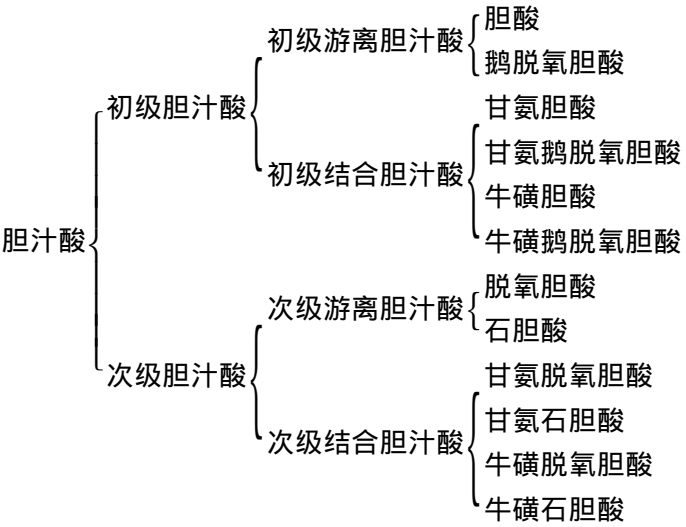 胆酸
初级游离胆汁酸
鹅脱氧胆酸
初级胆汁酸
甘氨胆酸
甘氨鹅脱氧胆酸
初级结合胆汁酸
牛磺胆酸
牛磺鹅脱氧胆酸
胆汁酸
脱氧胆酸
次级游离胆汁酸
石胆酸
次级胆汁酸
甘氨脱氧胆酸
甘氨石胆酸
次级结合胆汁酸
牛磺脱氧胆酸
牛磺石胆酸